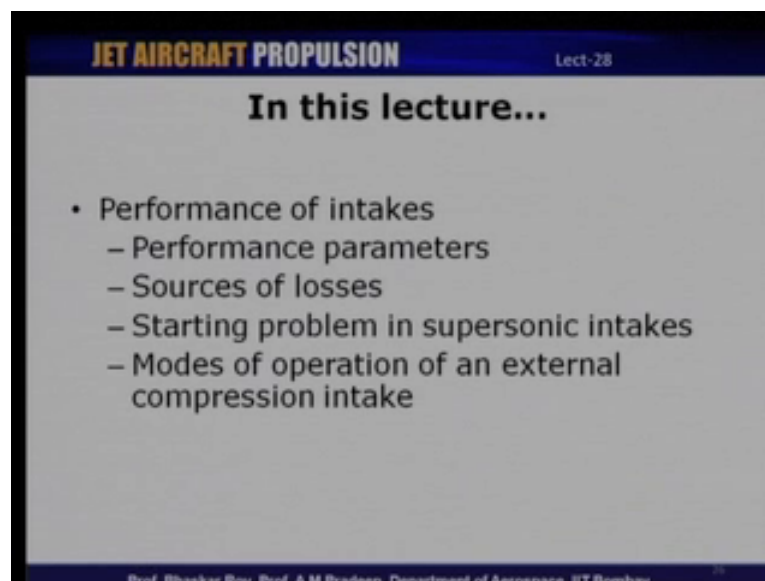 JET AIRCRAFT PROPULSION
Lect-28
In this lecture...
• Performance of intakes
– Performance parameters
– Sources of losses
– Starting problem in supersonic intakes
– Modes of operation of an external
compression intake
Prof. Bhaskar Roy, Prof. A M Pradeep, Department of Aerospace, IIT Bombay